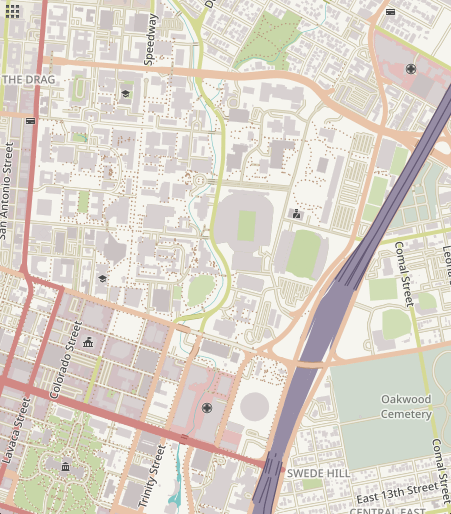 Speedway
D
THE DRAG
San Antonio Street
Comal Street
Leona
Colorado Street
Lavaca Street
Oakwood
Cemetery
Trinity Street
Comal Street
SWEDE HILL
East 13th Street
CENTRAL EAST